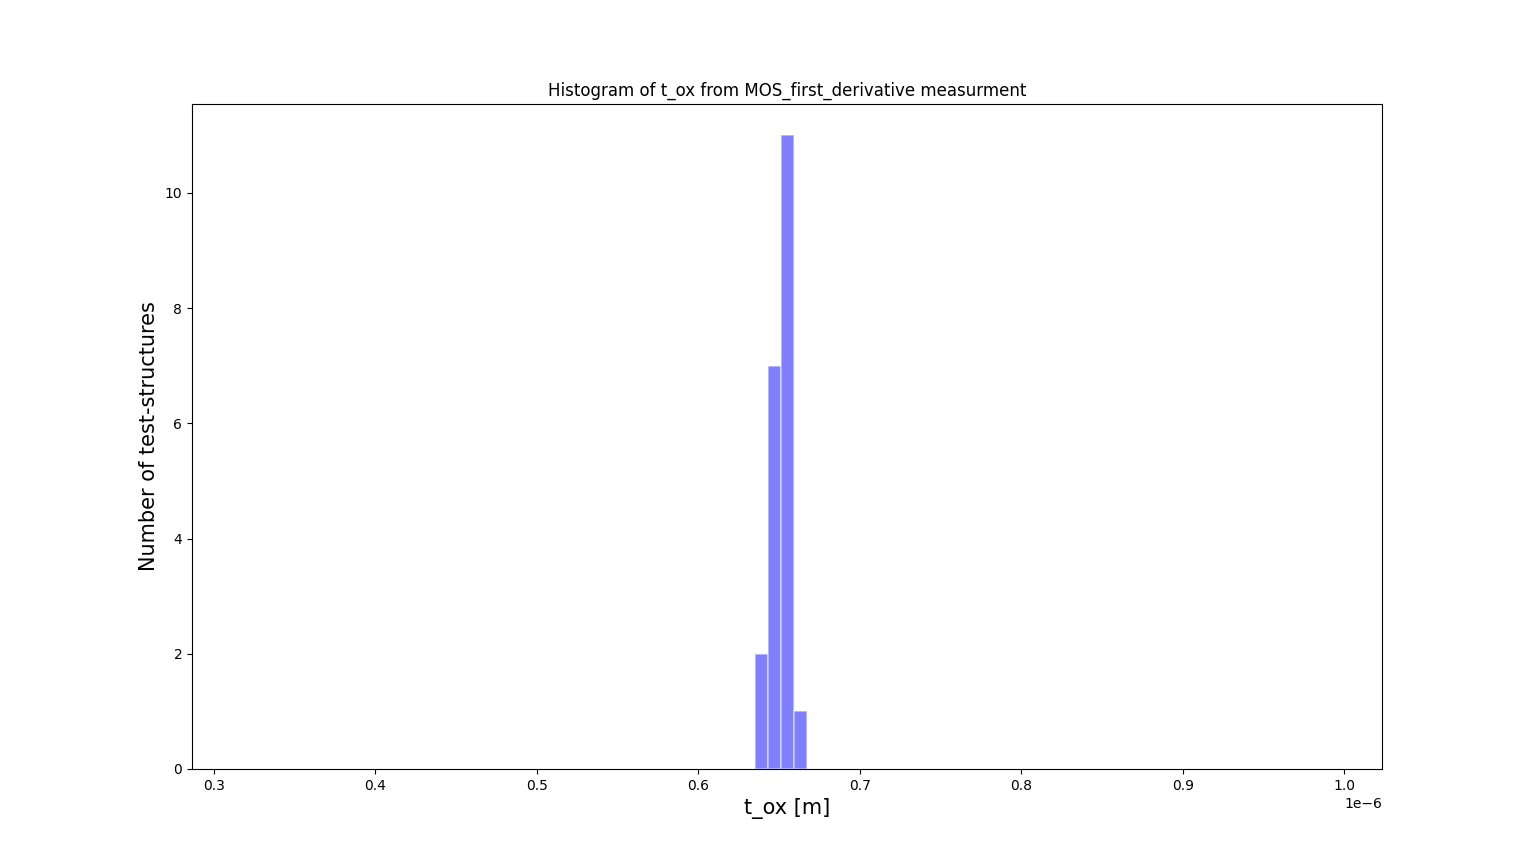 Histogram of t_ox from MOS_first_derivative measurment
10
8
6
4
2
0
Number of test-structures
0.3 0.4 0.5 0.6 0.7 0.8 0.9 1.0
1e−6
t_ox [m]